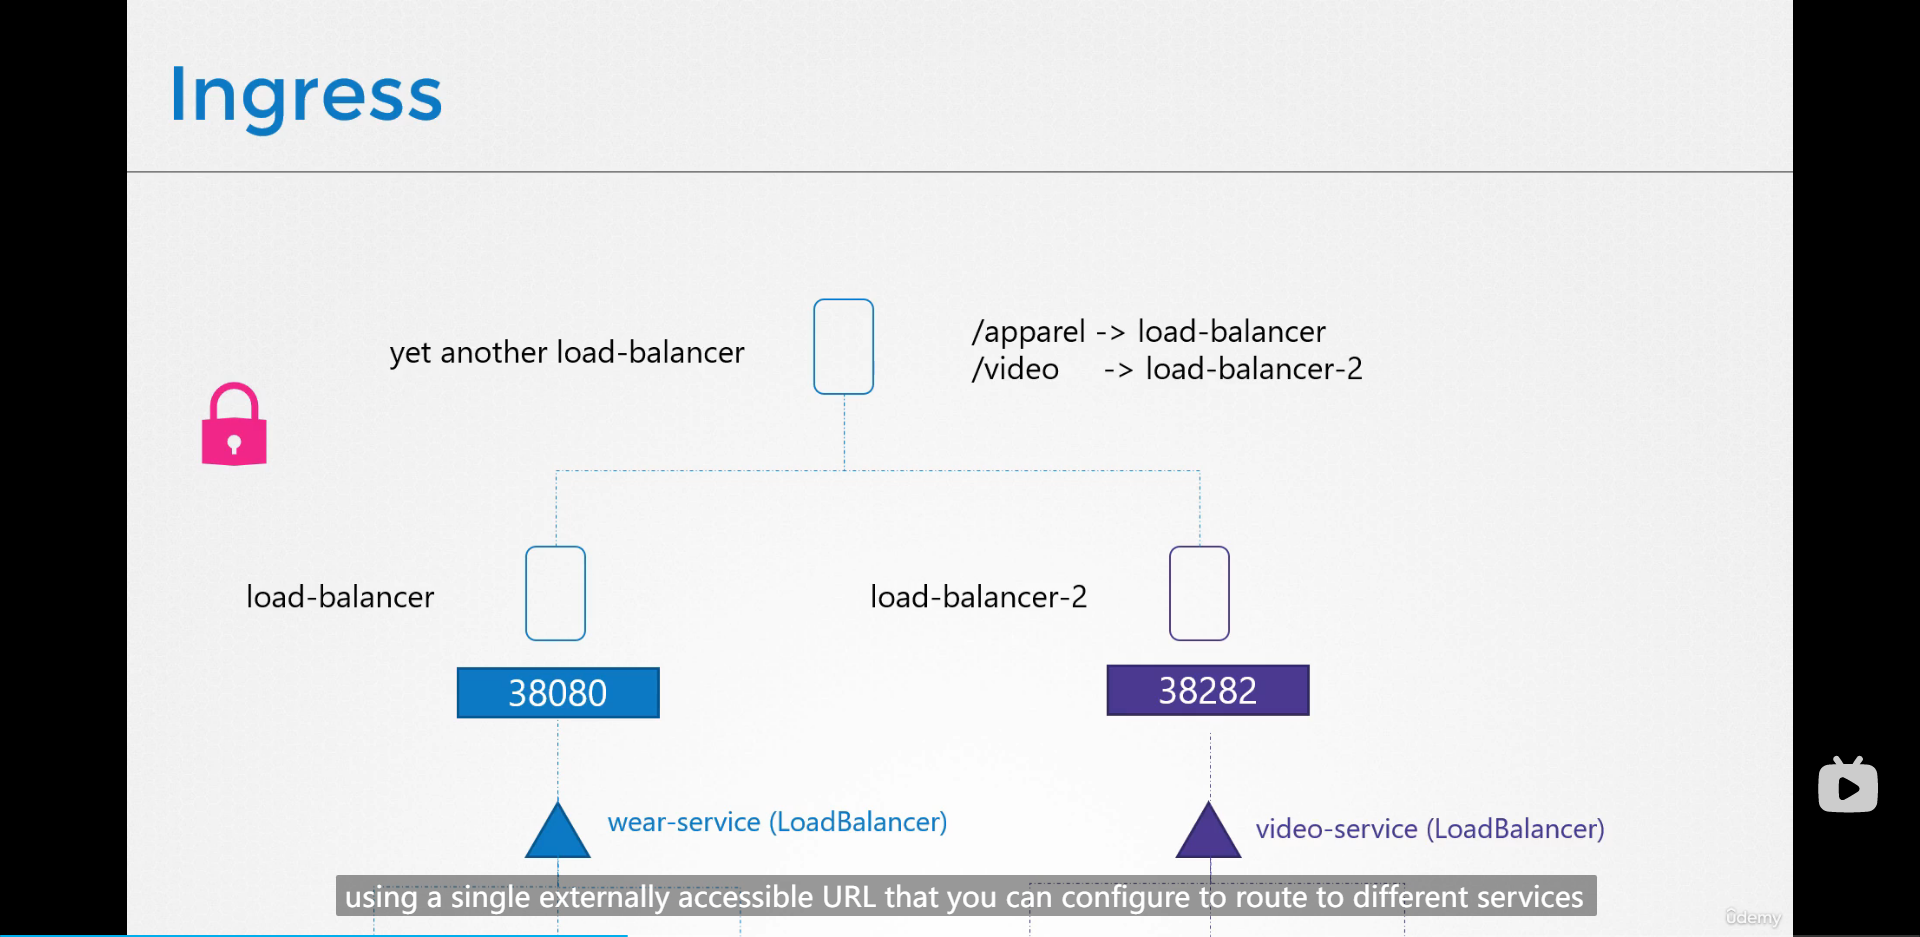 Ingress
yet another load-balancer
/apparel -> load-balancer
/video -> load-balancer-2
load-balancer
load-balancer-2
38080
38282
wear-service (LoadBalancer)
video-service (LoadBalancer)
using a single externally accessible URL that you can configure to route to different services
ûdemy